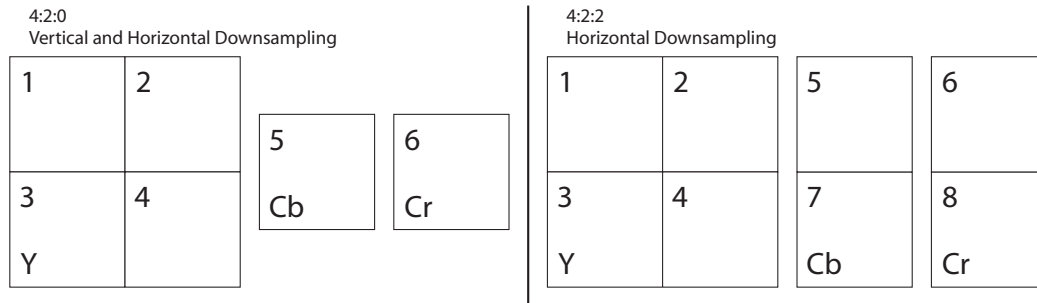 4:2:0
Vertical and Horizontal Downsampling
1 2
5 6
3 4
Cb Cr
Y
4:2:2
Horizontal Downsampling
1 2 5 6
3 4 7 8
Y Cb Cr